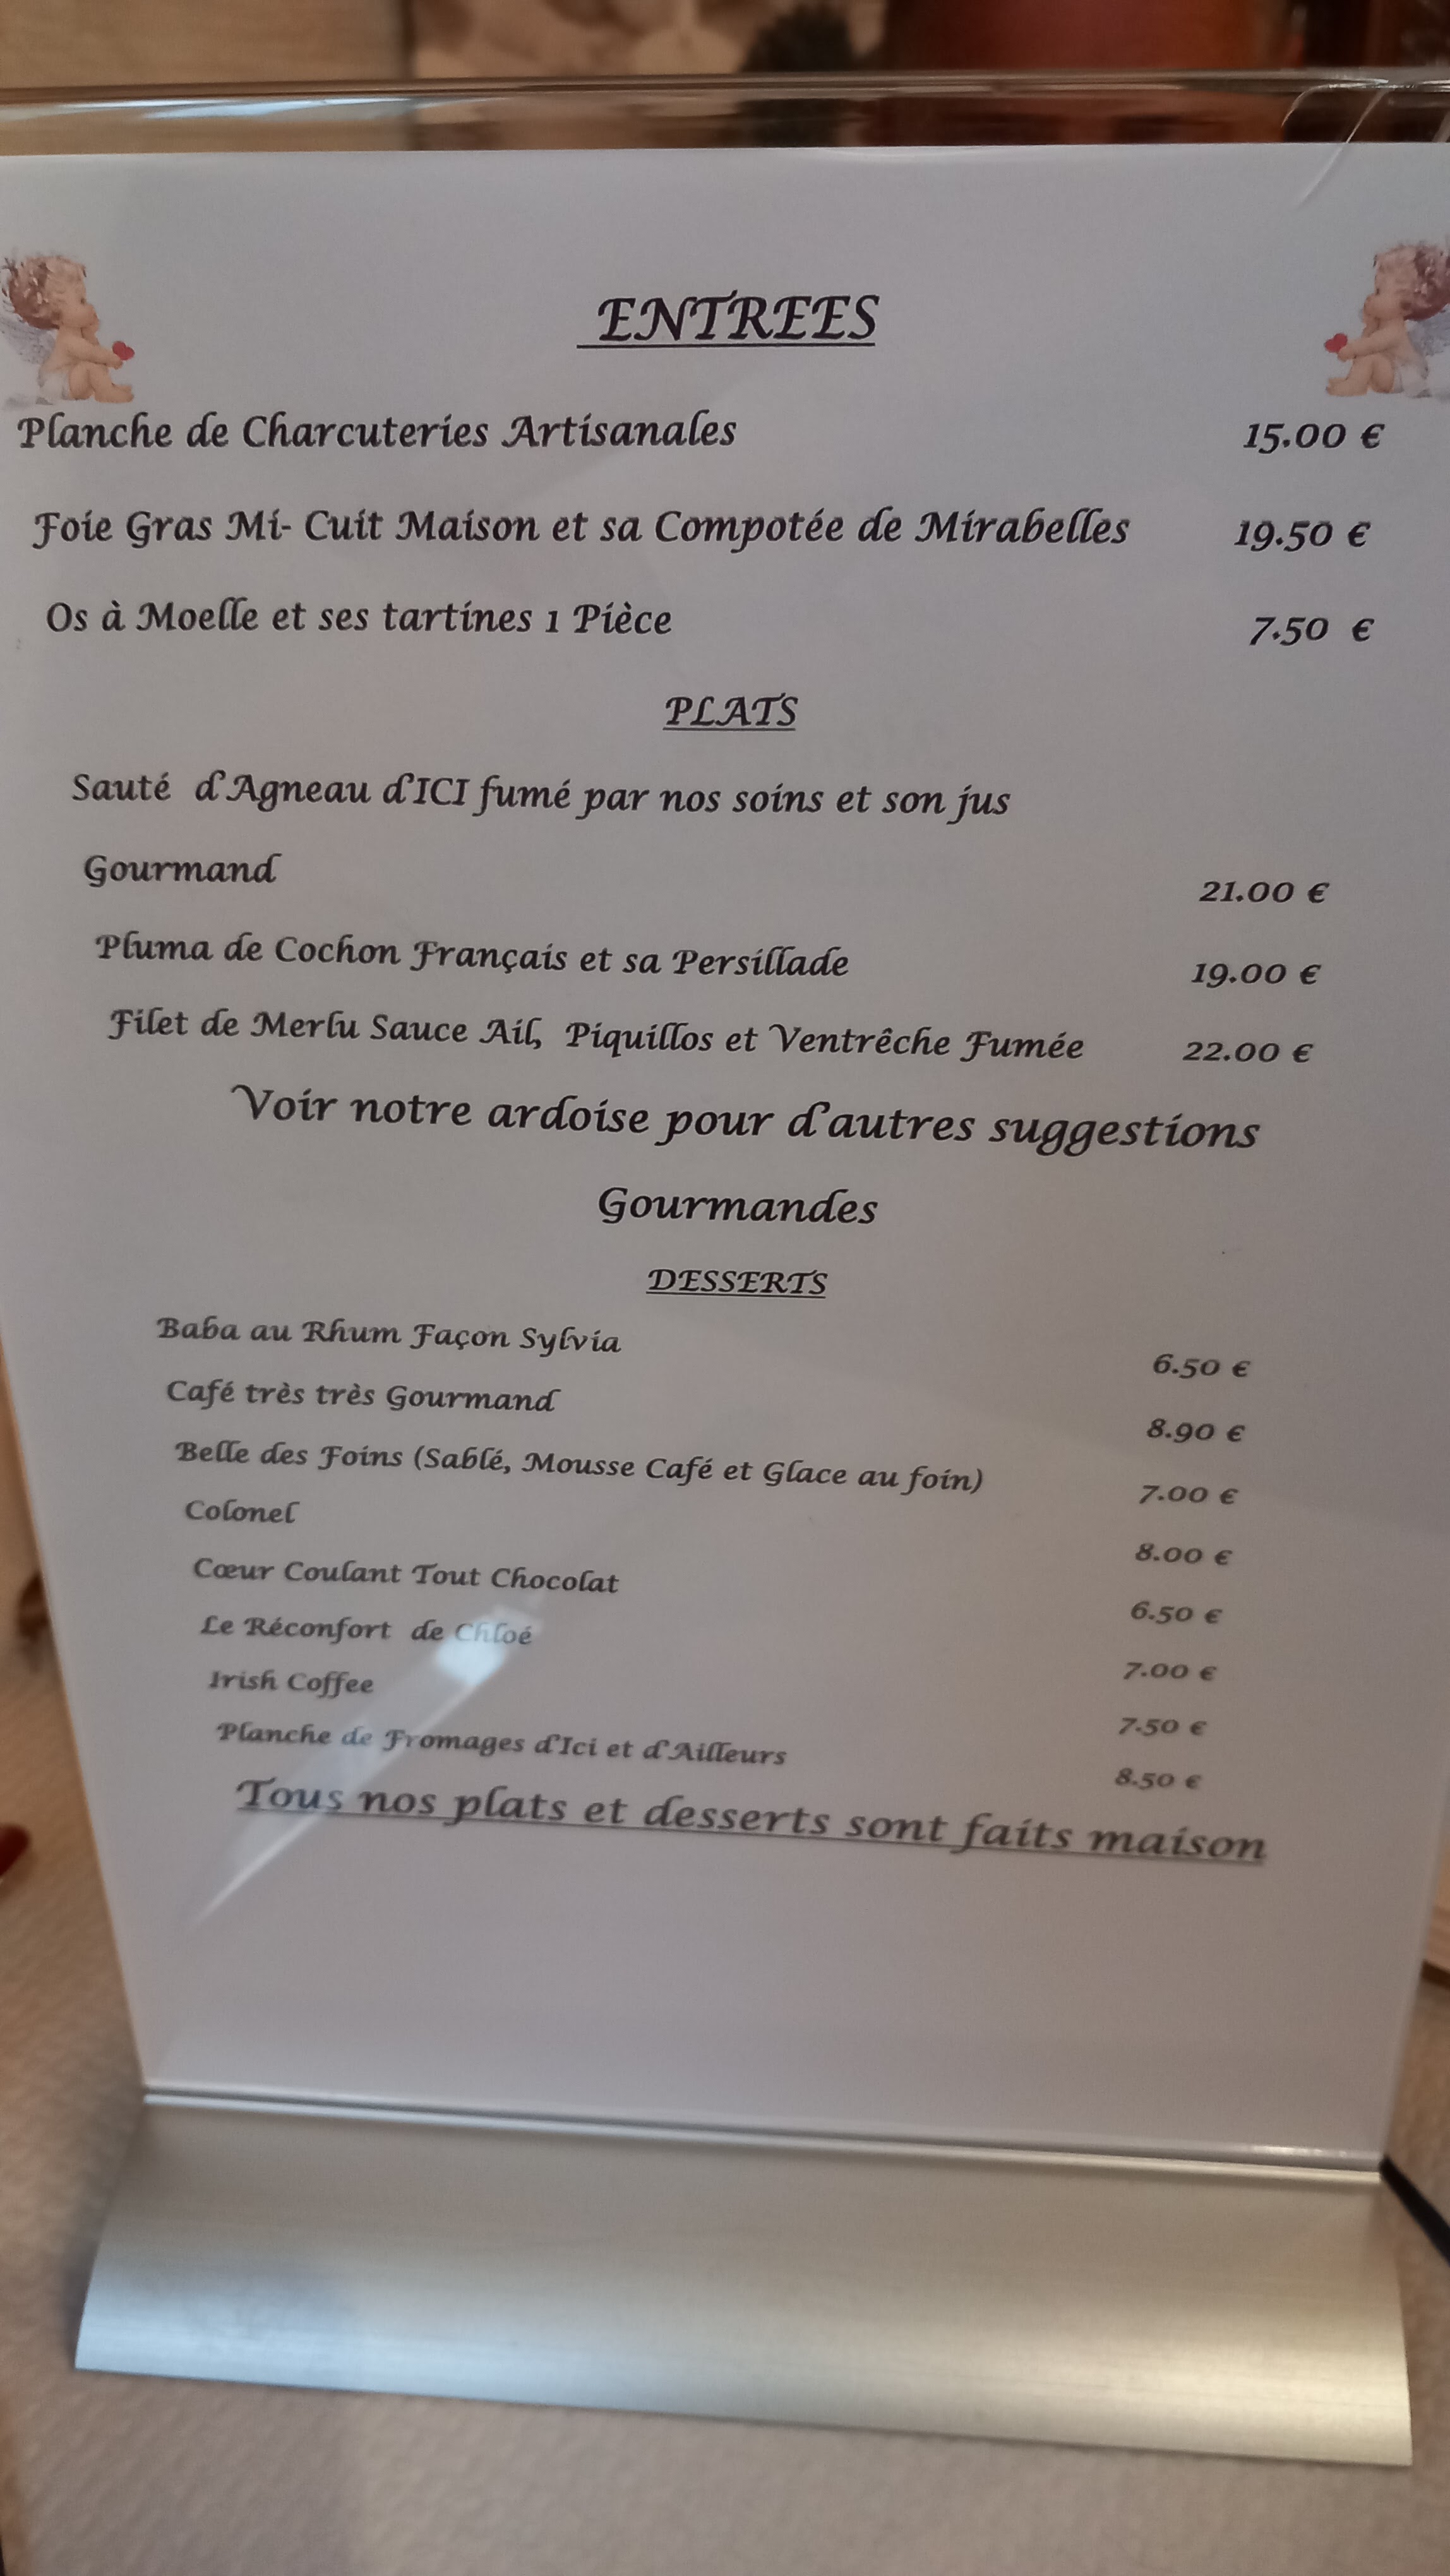 ENTREES
Planche de Charcuteries Artisanales 15.00 €
Foie Gras Mi- Cuit Maison et sa Compotée de Mirabelles 19.50 €
Os à Moelle et ses tartines 1 Pièce 7.50 €
PLATS
Sauté d'Agneau d'ICI fumé par nos soins et son jus
Gourmand 21.00 €
Pluma de Cochon Français et sa Persillade 19.00 €
Filet de Merlu Sauce Ail, Piquillos et Ventrêche Fumée 22.00 €
Voir notre ardoise pour d'autres suggestions
Gourmandes
DESSERTS
Baba au Rhum Façon Sylvia 6.50 €
Café très très Gourmand 8.90 €
Belle des Foins (Sablé, Mousse Café et Glace au foin) 7.00 €
Colonel 8.00 €
Cœur Coulant Tout Chocolat 6.50 €
Le Réconfort de Chloé 7.00 €
Irish Coffee 7.50 €
Planche de Fromages d'Ici et d'Ailleurs 8.50 €
Tous nos plats et desserts sont faits maison